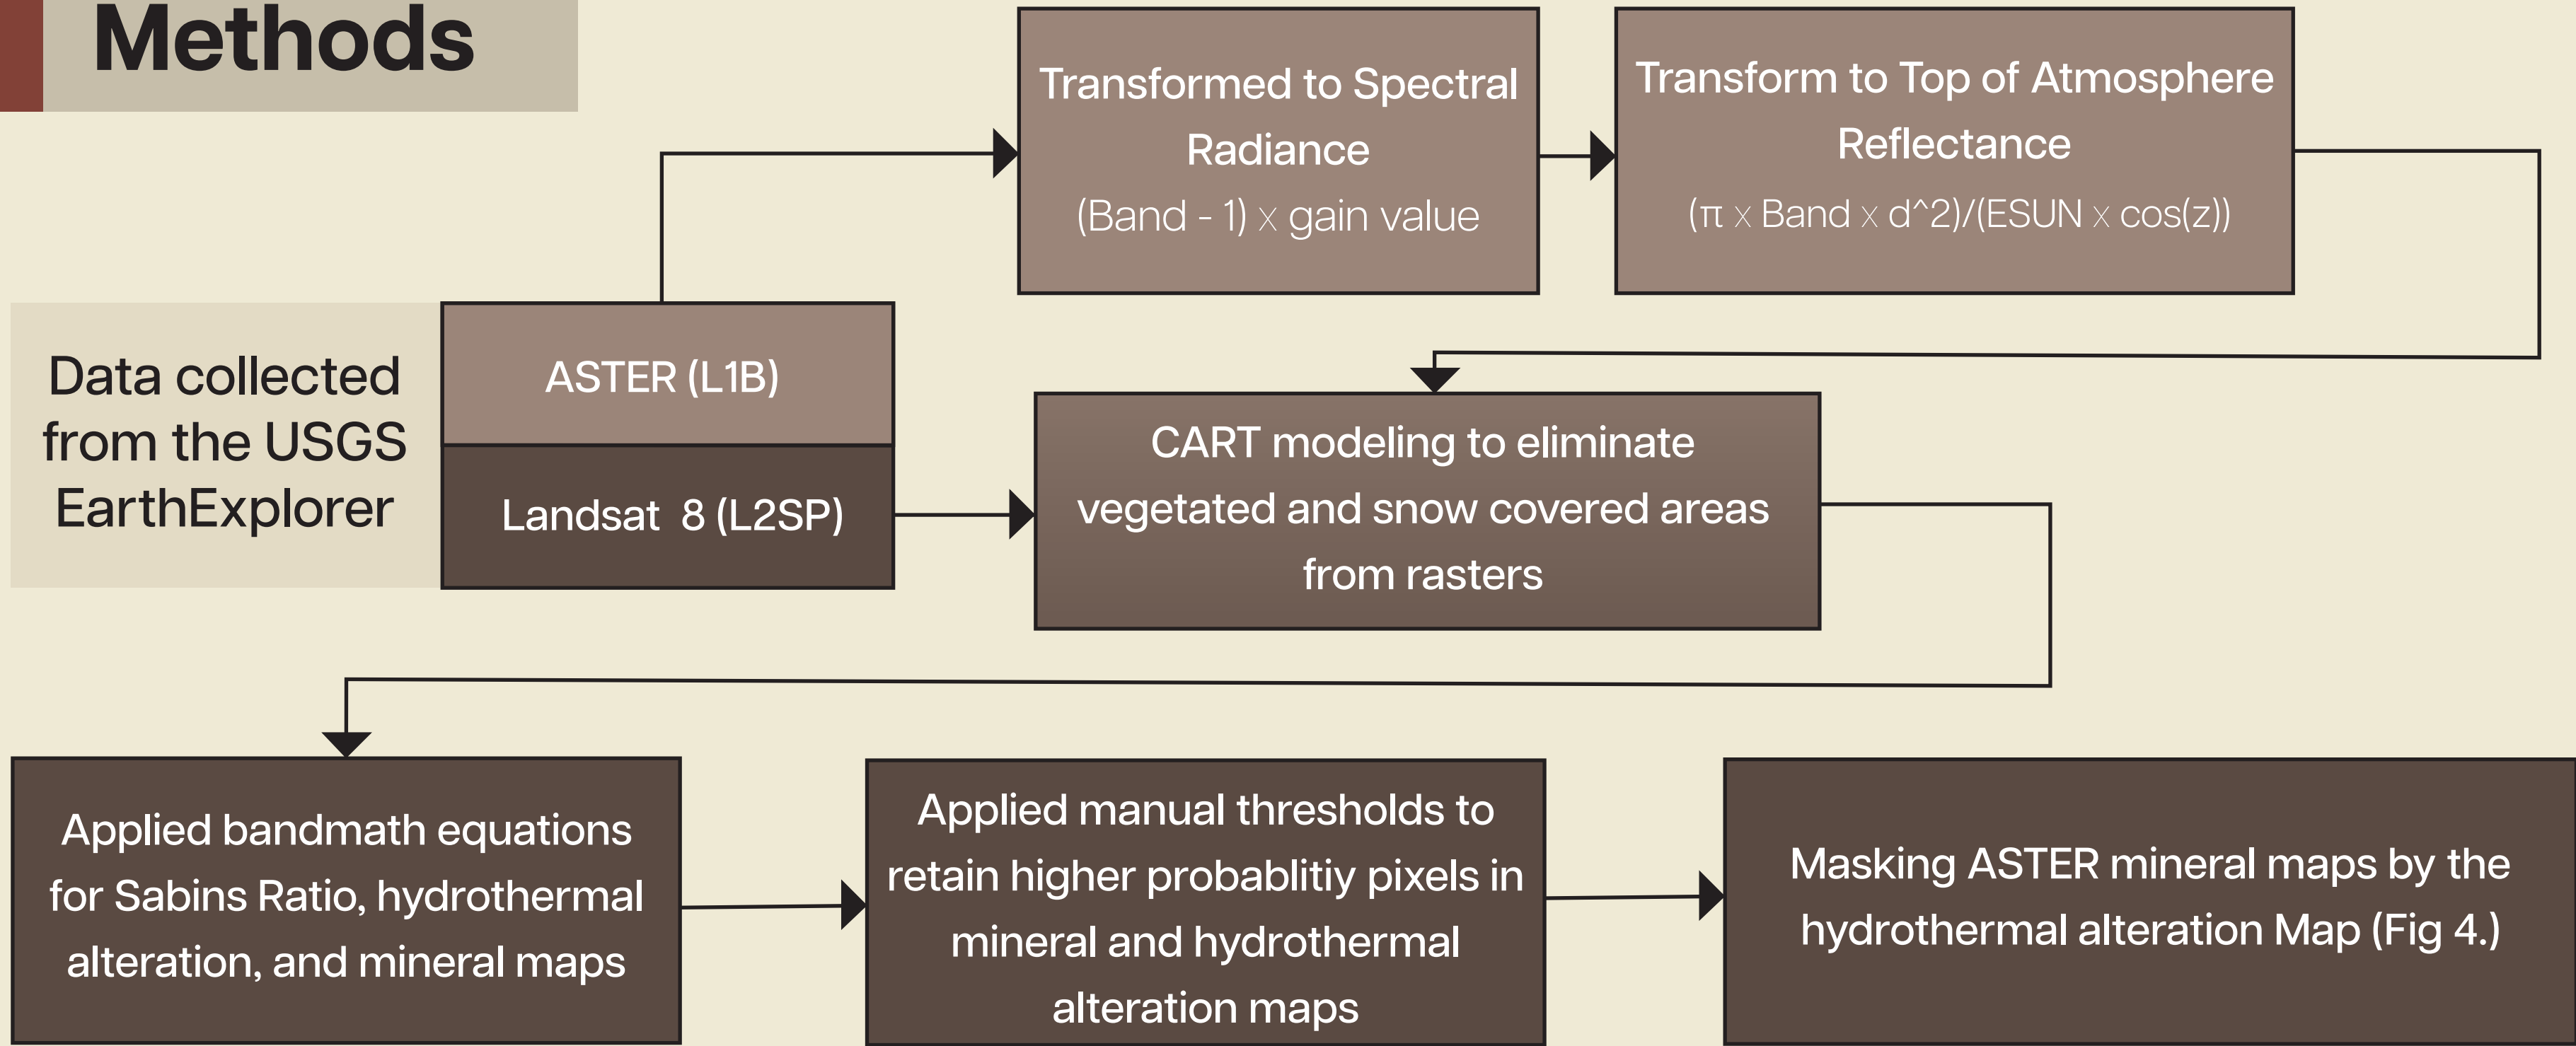 Methods
Transformed to Spectral
Radiance
(Band - 1) x gain value
Transform to Top of Atmosphere
Reflectance
(π x Band x d^2)/(ESUN x cos(z))
Data collected
from the USGS
EarthExplorer
ASTER (L1B)
Landsat 8 (L2SP)
CART modeling to eliminate
vegetated and snow covered areas
from rasters
Applied bandmath equations
for Sabins Ratio, hydrothermal
alteration, and mineral maps
Applied manual thresholds to
retain higher probablitiy pixels in
mineral and hydrothermal
alteration maps
Masking ASTER mineral maps by the
hydrothermal alteration Map (Fig 4.)